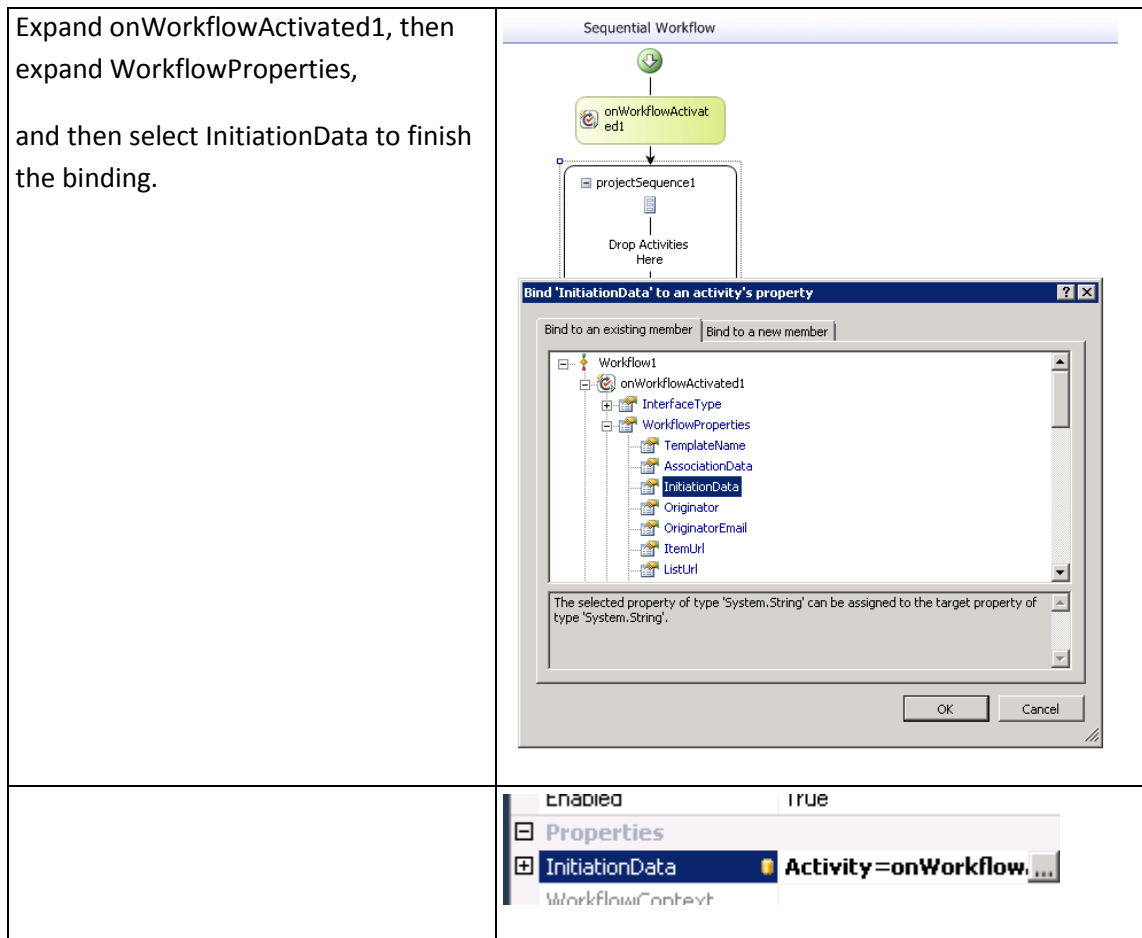 Expand onWorkflowActivated1, then
expand WorkflowProperties,
and then select InitiationData to finish
the binding.
Sequential Workflow
onWorkflowActivat
ed1
projectSequence1
Drop Activities
Here
Bind 'InitiationData' to an activity's property
Bind to an existing member
Bind to a new member
Workflow1
onWorkflowActivated1
InterfaceType
WorkflowProperties
TemplateName
AssociationData
InitiationData
Originator
OriginatorEmail
ItemUrl
ListUrl
The selected property of type 'System.String' can be assigned to the target property of
type 'System.String'.
OK
Cancel
Enabled True
Properties
InitiationData Activity=onWorkflow. ...
WorkflowContext